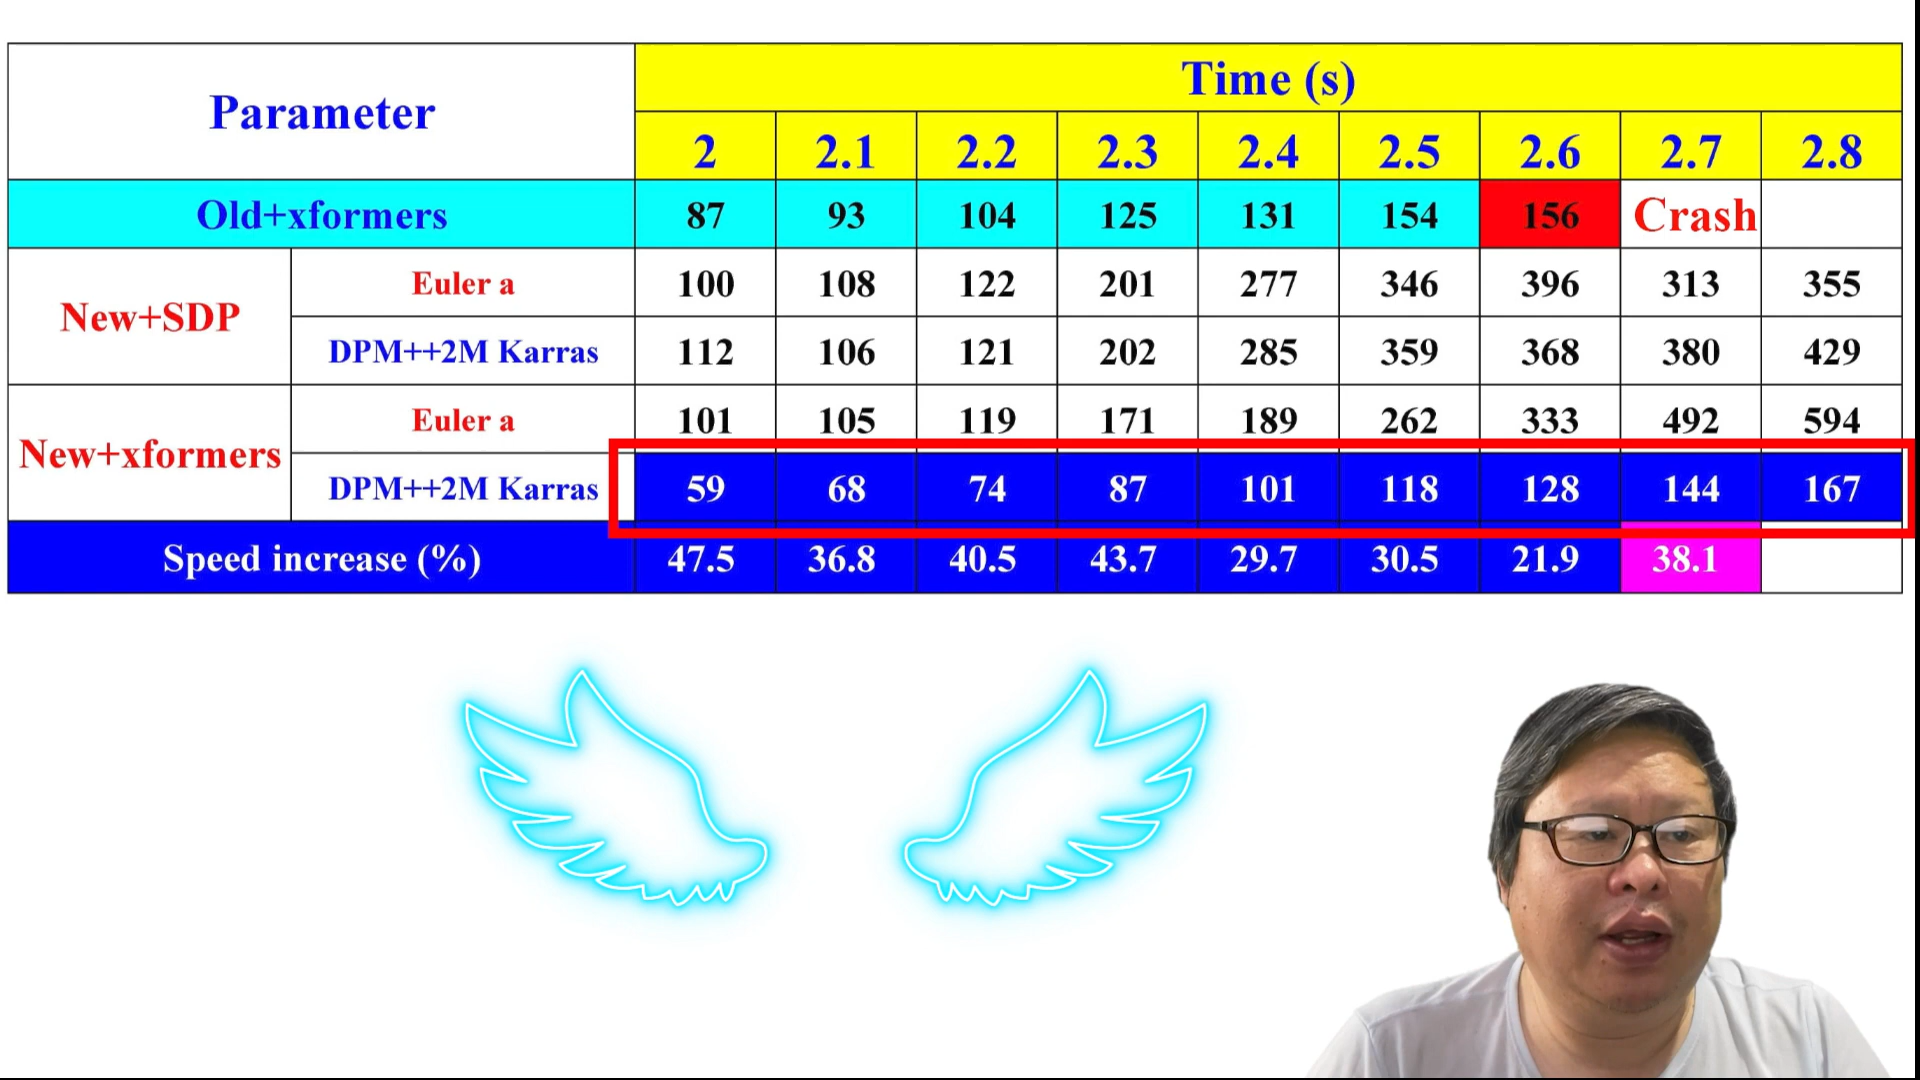 Parameter Time (s)
2 2.1 2.2 2.3 2.4 2.5 2.6 2.7 2.8
Old+xformers 87 93 104 125 131 154 156 Crash
New+SDP Euler a 100 108 122 201 277 346 396 313 355
DPM++2M Karras 112 106 121 202 285 359 368 380 429
New+xformers Euler a 101 105 119 171 189 262 333 492 594
DPM++2M Karras 59 68 74 87 101 118 128 144 167
Speed increase (%) 47.5 36.8 40.5 43.7 29.7 30.5 21.9 38.1